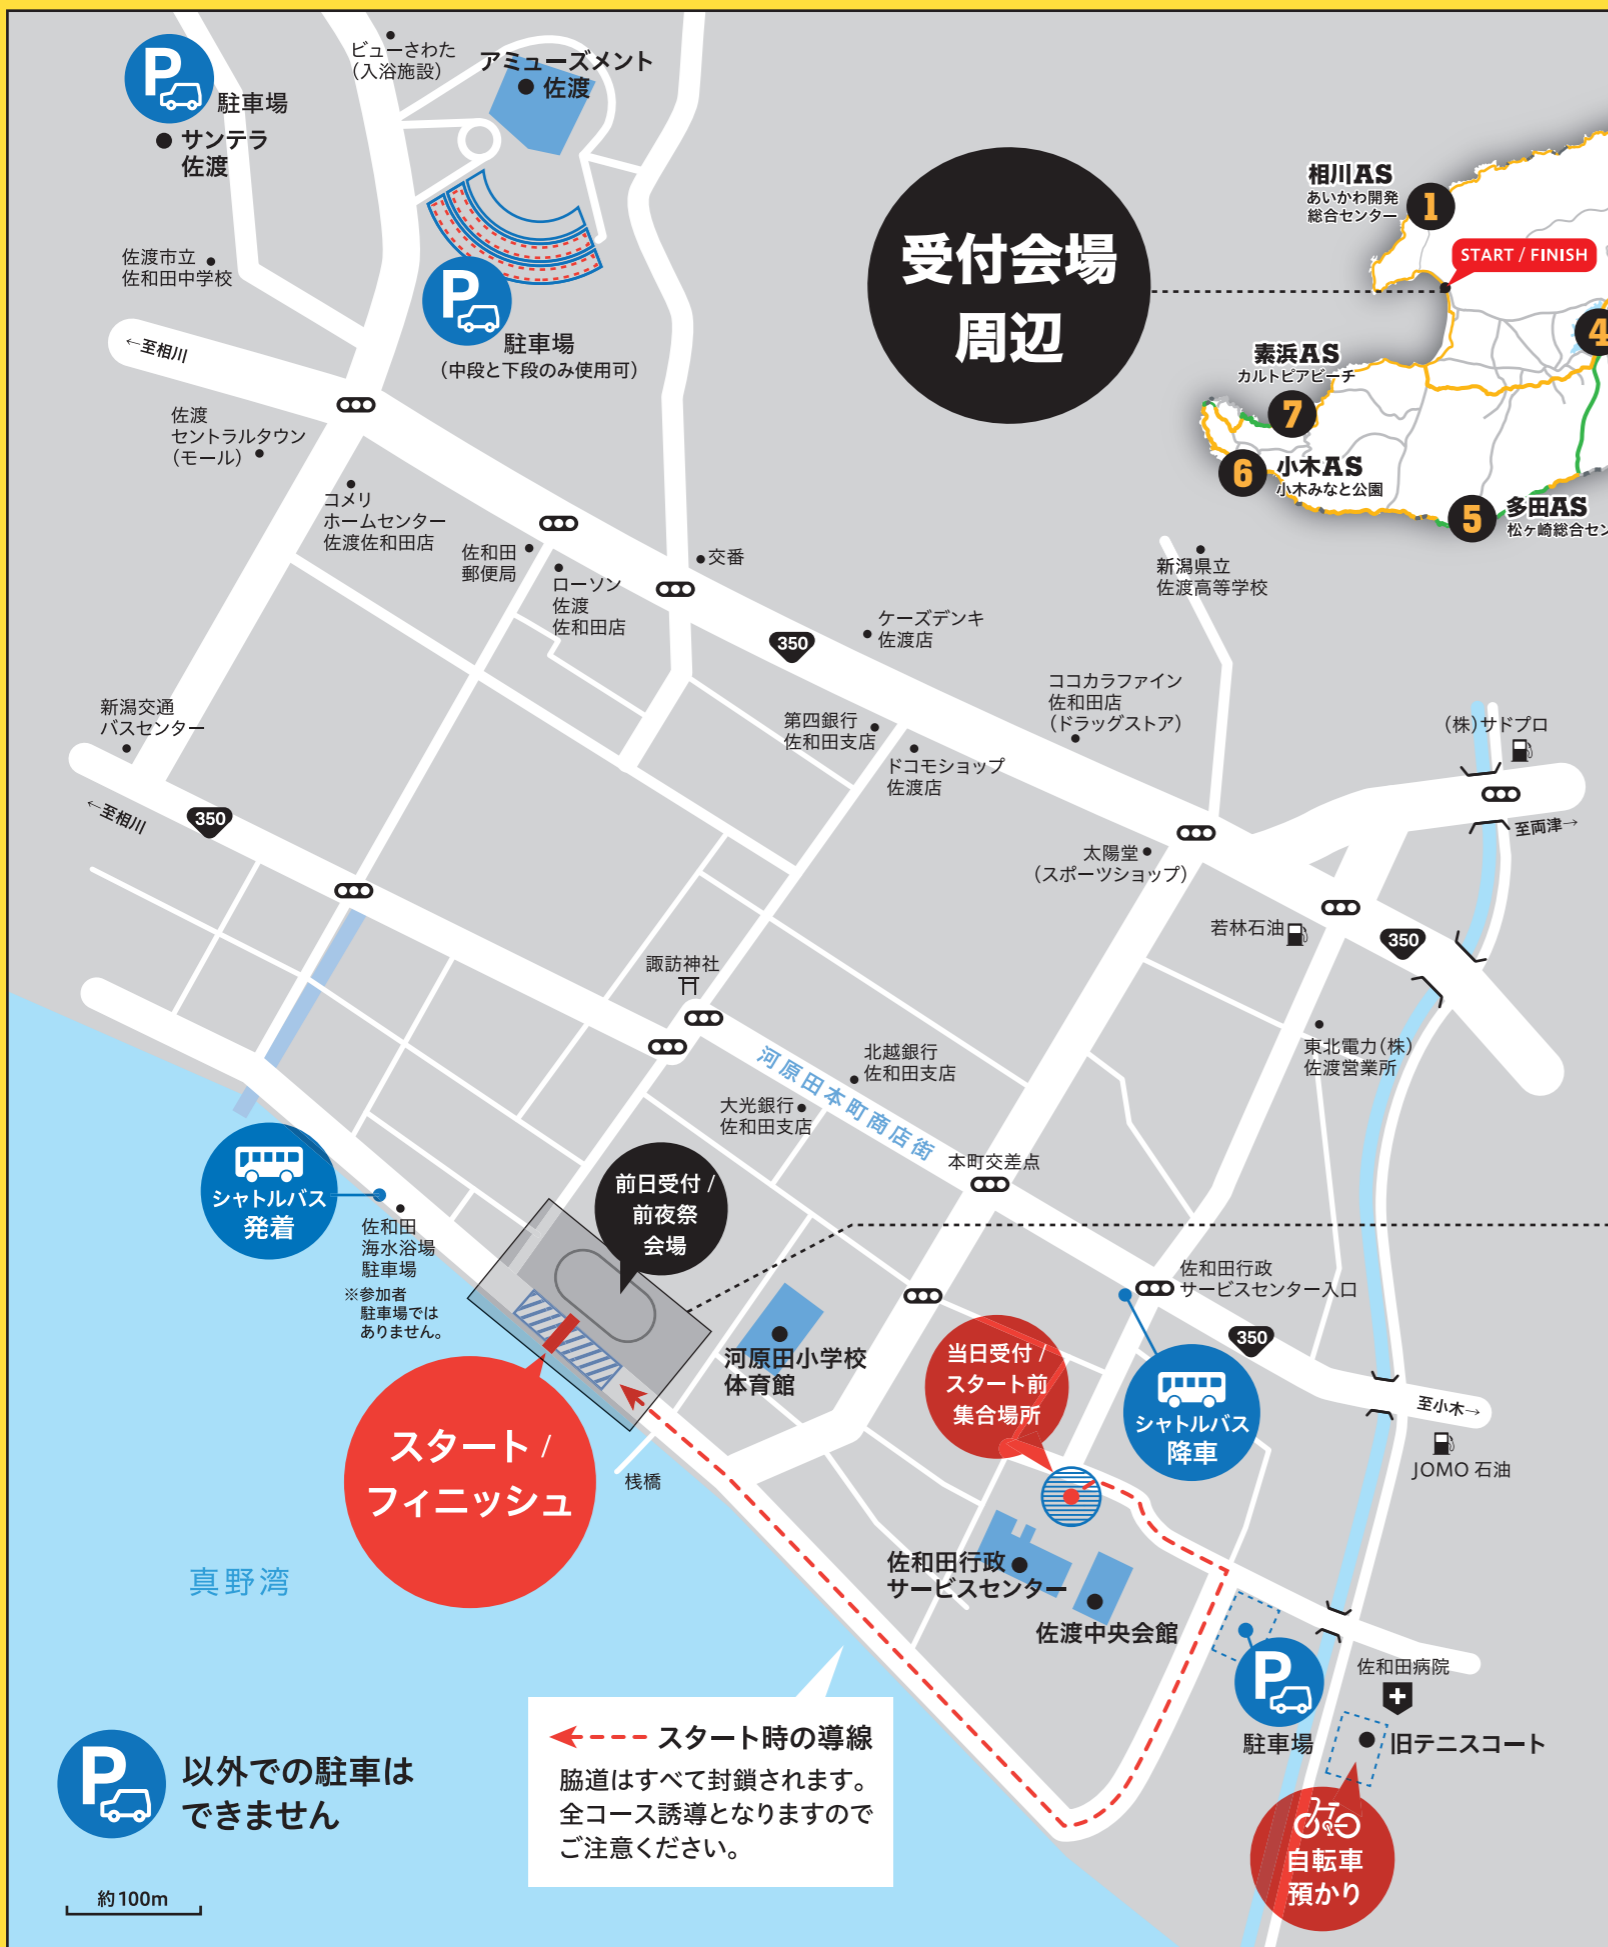 P
駐車場
サンテラ
佐渡
ビューさわた
（入浴施設）
アミューズメント
佐渡
佐渡市立
佐和田中学校
P
駐車場
（中段と下段のみ使用可）
←至相川
佐渡
セントラルタウン
（モール）
コメリ
ホームセンター
佐渡佐和田店
佐和田
郵便局
ローソン
佐渡
佐和田店
交番
350
ケーズデンキ
佐渡店
受付会場
周辺
相川AS
あいかわ開発
総合センター
1
START / FINISH
4
素浜AS
カルトピアビーチ
7
6
小木AS
小木みなと公園
5
多田AS
松ヶ崎総合セン
新潟県立
佐渡高等学校
ココカラファイン
佐和田店
（ドラッグストア）
第四銀行
佐和田支店
ドコモショップ
佐渡店
(株)サドプロ
至両津→
新潟交通
バスセンター
←至相川
350
太陽堂
（スポーツショップ）
若林石油
350
諏訪神社
東北電力(株)
佐渡営業所
河原田本町商店街
北越銀行
佐和田支店
大光銀行
佐和田支店
本町交差点
シャトルバス
発着
佐和田
海水浴場
駐車場
※参加者
駐車場では
ありません。
前日受付 /
前夜祭
会場
河原田小学校
体育館
佐和田行政
サービスセンター入口
350
当日受付 /
スタート前
集合場所
シャトルバス
降車
至小木→
JOMO 石油
スタート /
フィニッシュ
桟橋
真野湾
佐和田行政
サービスセンター
佐渡中央会館
P
駐車場
佐和田病院
旧テニスコート
自転車
預かり
スタート時の導線
脇道はすべて封鎖されます。
全コース誘導となりますので
ご注意ください。
P
以外での駐車は
できません
約100m